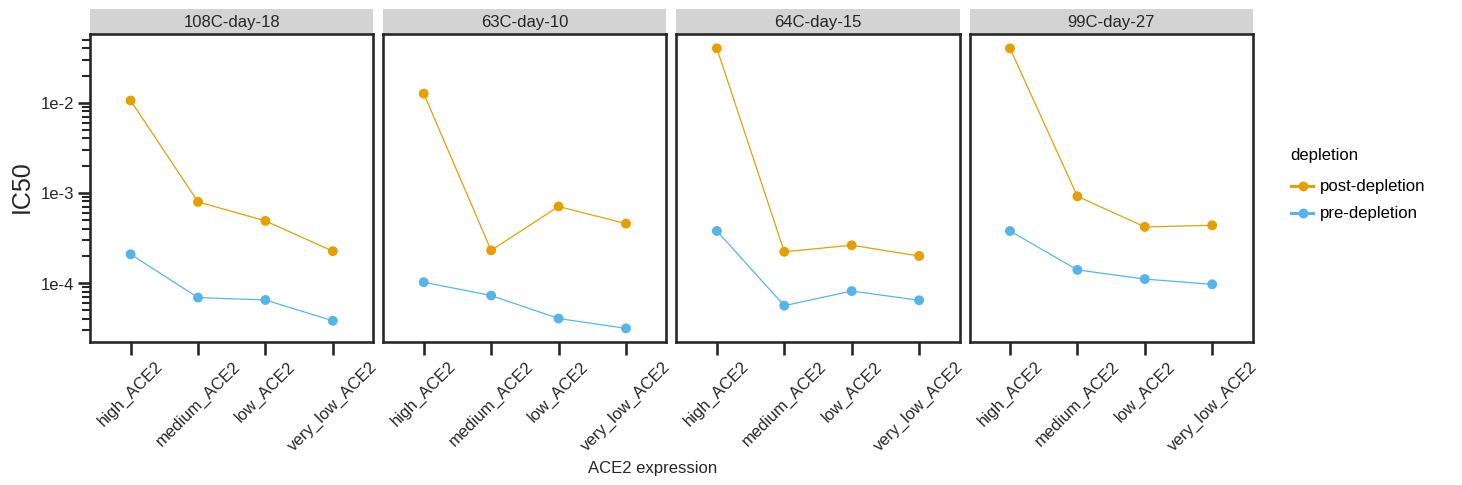 108C-day-18
63C-day-10
64C-day-15
99C-day-27
IC50
1e-2
1e-3
1e-4
high_ACE2
medium_ACE2
low_ACE2
very_low_ACE2
high_ACE2
medium_ACE2
low_ACE2
very_low_ACE2
high_ACE2
medium_ACE2
low_ACE2
very_low_ACE2
high_ACE2
medium_ACE2
low_ACE2
very_low_ACE2
ACE2 expression
depletion
post-depletion
pre-depletion